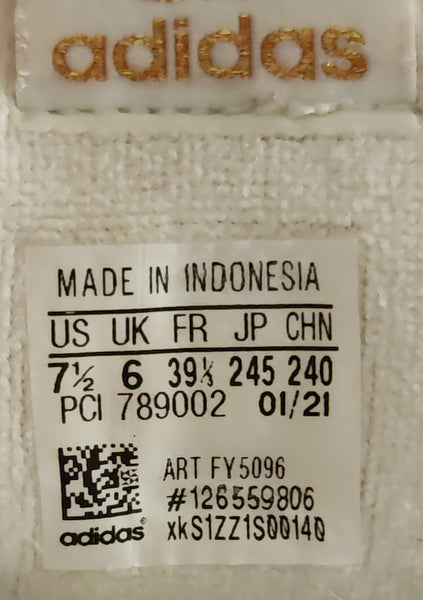 adidas
MADE IN INDONESIA
US UK FR JP CHN
7½ 6 39⅓ 245 240
PCI 789002 01/21
ART FY5096
#126559806
adidas® xkS1ZZ1S00140